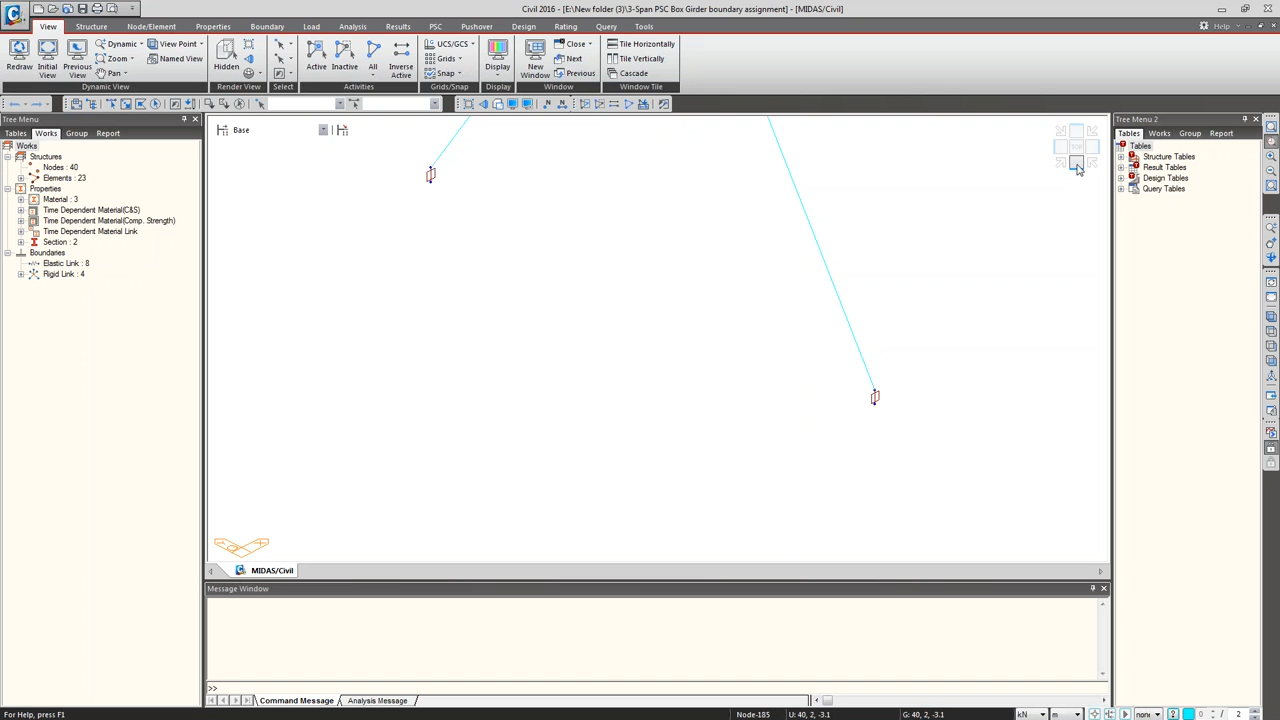 Civil 2016 - [E:\New folder (3)\3-Span PSC Box Girder boundary assignment] - [MIDAS/Civil]
View Structure Node/Element Properties Boundary Load Analysis Results PSC Pushover Design Rating Query Tools Help
Redraw Initial View Previous View Dynamic Zoom Pan View Point Named View Hidden Active Inactive All Inverse Active UCS/GCS Grids Snap Display New Window Close Next Previous Tile Horizontally Tile Vertically Cascade
Dynamic View Render View Select Activities Grids/Snap Display Window Window Tile
Tree Menu
Tables Works Group Report
Works
Structures
Nodes : 40
Elements : 23
Properties
Material : 3
Time Dependent Material(C&S)
Time Dependent Material(Comp. Strength)
Time Dependent Material Link
Section : 2
Boundaries
Elastic Link : 8
Rigid Link : 4
Base
TOP
MIDAS/Civil
Message Window
>>
Command Message Analysis Message
Tree Menu 2
Tables Works Group Report
Tables
Structure Tables
Result Tables
Design Tables
Query Tables
For Help, press F1
Node-185 U: 40, 2, -3.1 G: 40, 2, -3.1 kN m non 0 / 2